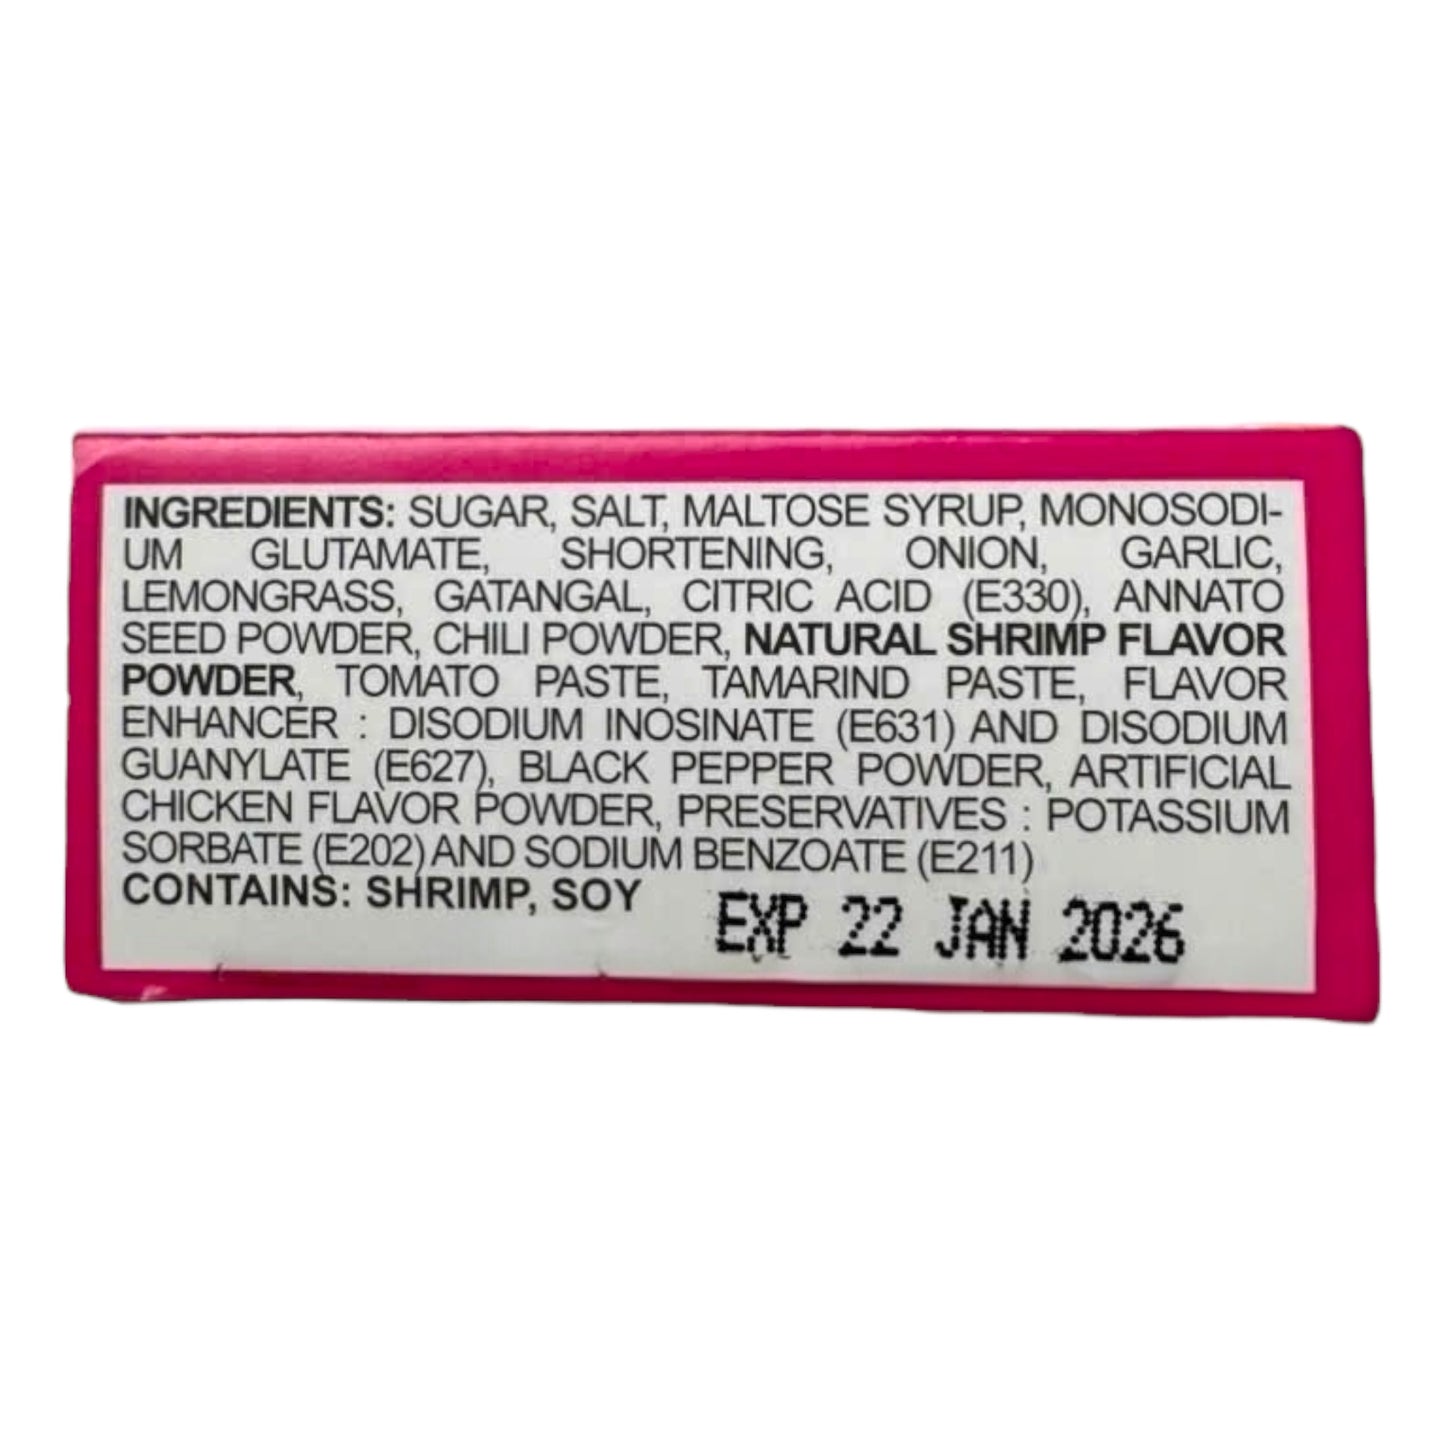 INGREDIENTS: SUGAR, SALT, MALTOSE SYRUP, MONOSODI-
UM GLUTAMATE, SHORTENING, ONION, GARLIC,
LEMONGRASS, GATANGAL, CITRIC ACID (E330), ANNATO
SEED POWDER, CHILI POWDER, NATURAL SHRIMP FLAVOR
POWDER, TOMATO PASTE, TAMARIND PASTE, FLAVOR
ENHANCER : DISODIUM INOSINATE (E631) AND DISODIUM
GUANYLATE (E627), BLACK PEPPER POWDER, ARTIFICIAL
CHICKEN FLAVOR POWDER, PRESERVATIVES : POTASSIUM
SORBATE (E202) AND SODIUM BENZOATE (E211)
CONTAINS: SHRIMP, SOY
EXP 22 JAN 2026